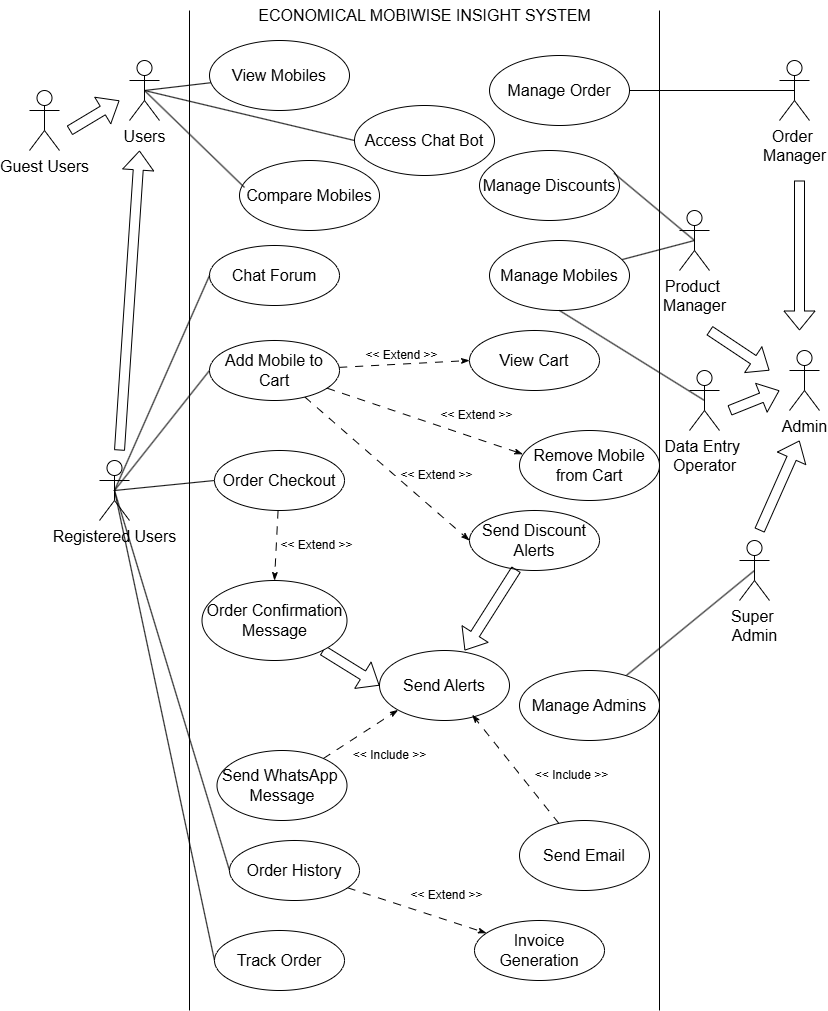 ECONOMICAL MOBIWISE INSIGHT SYSTEM
View Mobiles
Manage Order
Users
Order
Manager
Guest Users
Access Chat Bot
Compare Mobiles
Manage Discounts
Chat Forum
Manage Mobiles
Product
Manager
Add Mobile to
Cart
<< Extend >>
View Cart
<< Extend >>
Admin
Remove Mobile
from Cart
Data Entry
Operator
Order Checkout
<< Extend >>
Registered Users
<< Extend >>
Send Discount
Alerts
Order Confirmation
Message
Super
Admin
Send Alerts
Manage Admins
<< Include >>
Send WhatsApp
Message
<< Include >>
Send Email
Order History
<< Extend >>
Invoice
Generation
Track Order